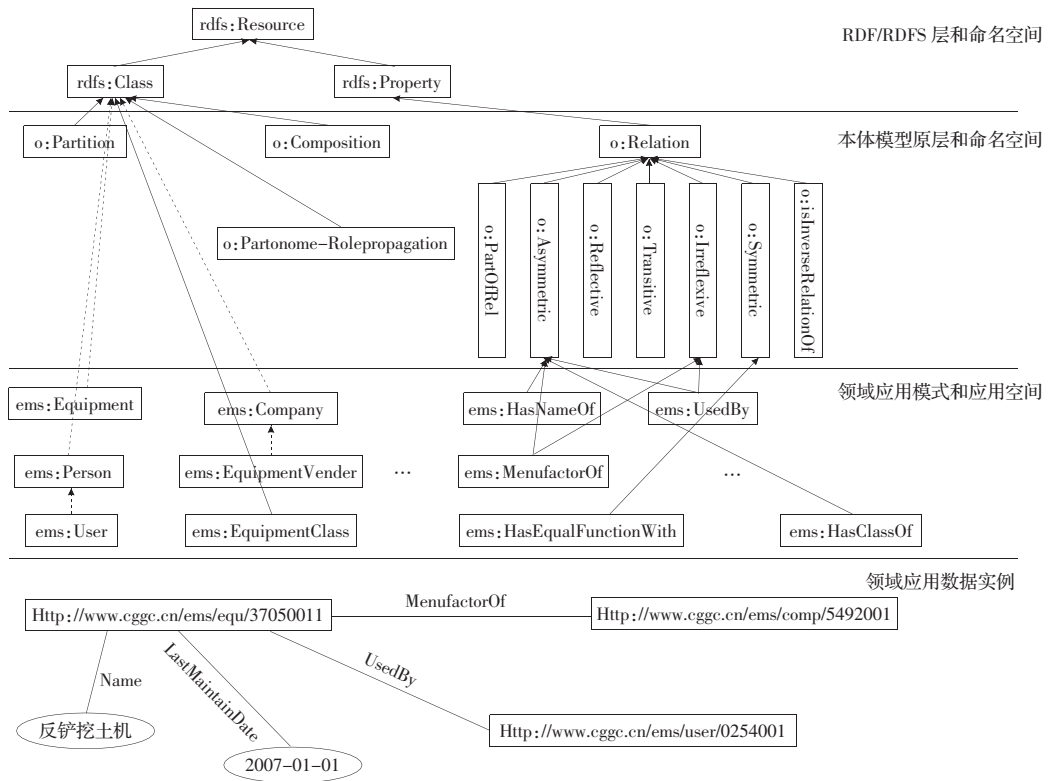 rdfs:Resource
RDF/RDFS 层和命名空间
rdfs:Class
rdfs:Property
o:Partition
o:Composition
o:Relation
本体模型原层和命名空间
o:Partonome-Rolepropagation
o:PartOfRel
o:Asymmetric
o:Reflective
o:Transitive
o:Irreflexive
o:Symmetric
o:isInverseRelationOf
领域应用模式和应用空间
ems:Equipment
ems:Company
ems:HasNameOf
ems:UsedBy
ems:Person
ems:EquipmentVender
...
ems:MenufactorOf
...
ems:User
ems:EquipmentClass
ems:HasEqualFunctionWith
ems:HasClassOf
领域应用数据实例
Http://www.cggc.cn/ems/equ/37050011
MenufactorOf
Http://www.cggc.cn/ems/comp/5492001
Name
LastMaintainDate
UsedBy
反铲挖土机
Http://www.cggc.cn/ems/user/0254001
2007-01-01